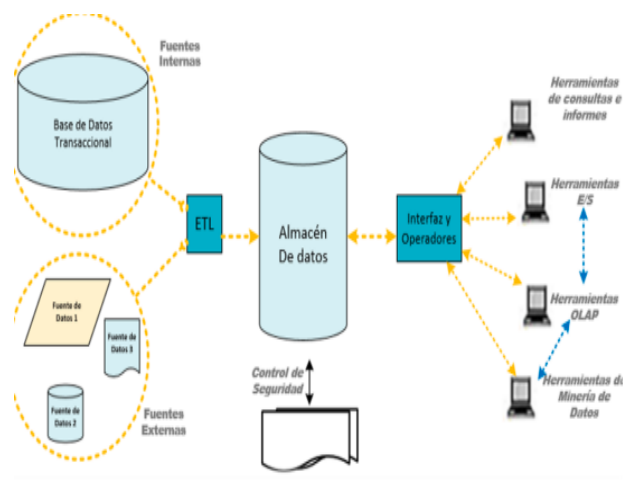 Fuentes
Internas
Base de Datos
Transaccional
ETL
Fuente de
Datos 1
Fuente de
Datos 3
Fuente de
Datos 2
Fuentes
Externas
Almacén
De datos
Control de
Seguridad
Interfaz y
Operadores
Herramientas
de consultas e
informes
Herramientas
E/S
Herramientas
OLAP
Herramientas de
Minería de
Datos